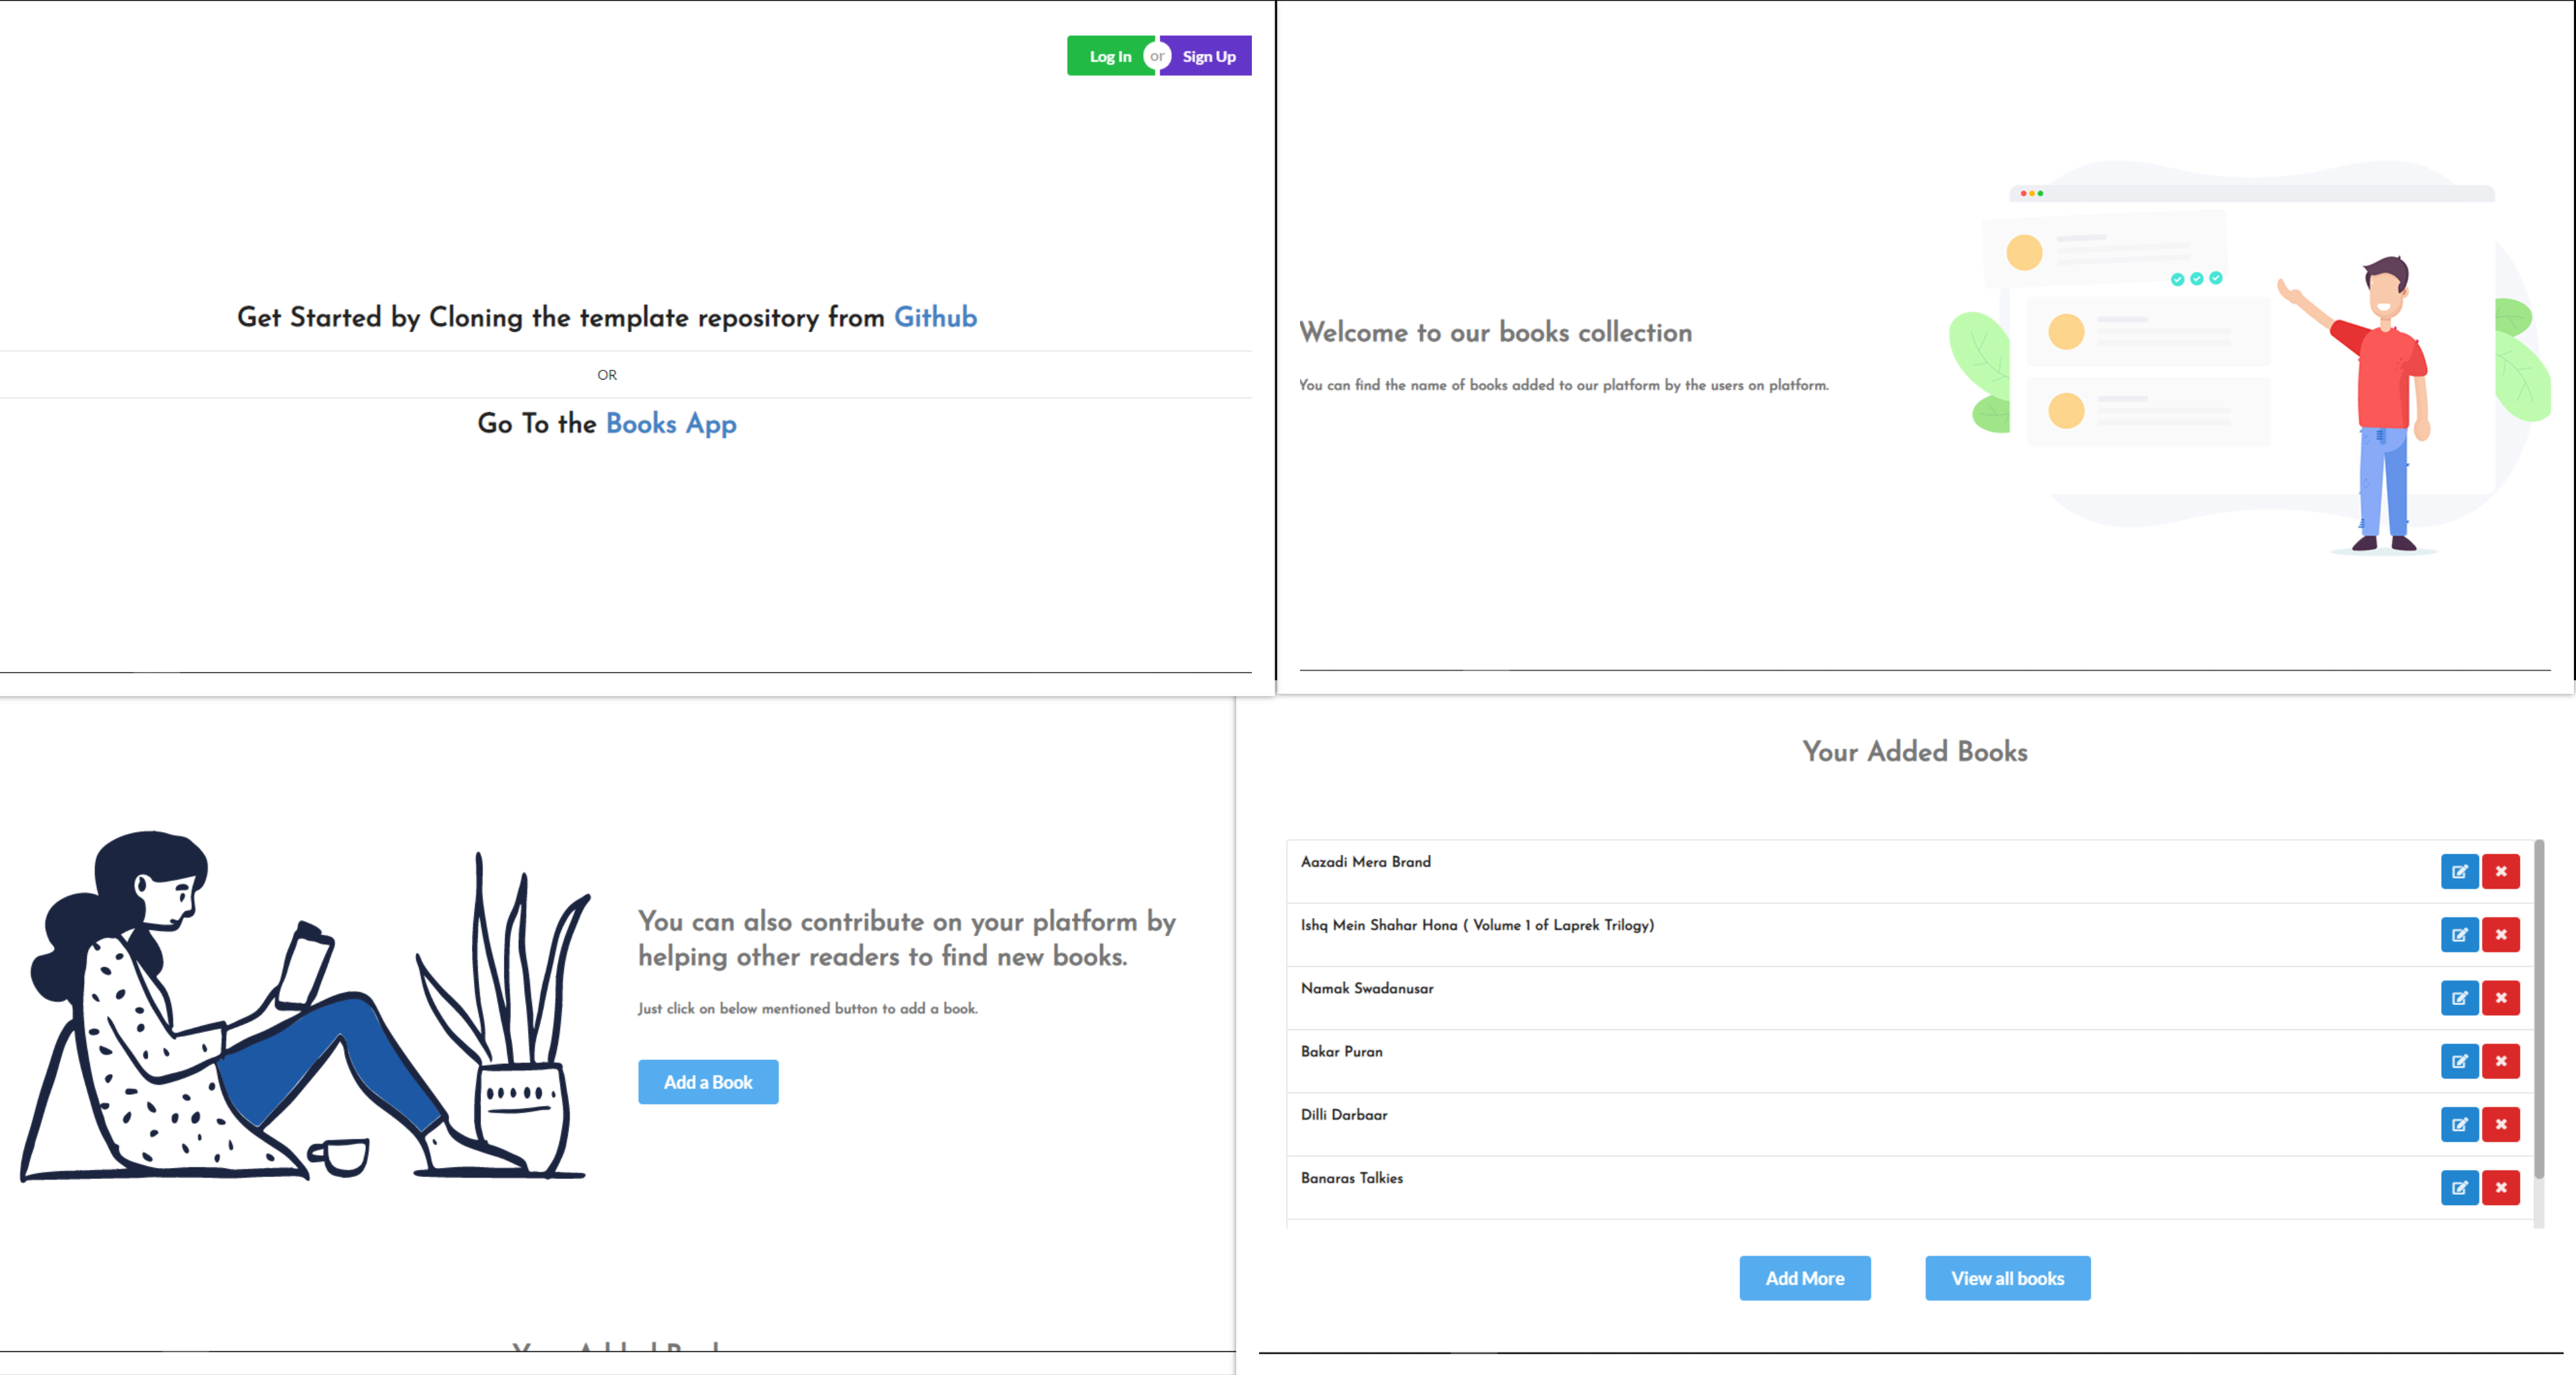 Log In or Sign Up
Get Started by Cloning the template repository from Github
OR
Go To the Books App
Welcome to our books collection
You can find the name of books added to our platform by the users on platform.
You can also contribute on your platform by
helping other readers to find new books.
Just click on below mentioned button to add a book.
Add a Book
Your Added Books
Aazadi Mera Brand
Ishq Mein Shahar Hona ( Volume 1 of Laprek Trilogy)
Namak Swadanusar
Bakar Puran
Dilli Darbaar
Banaras Talkies
Add More View all books